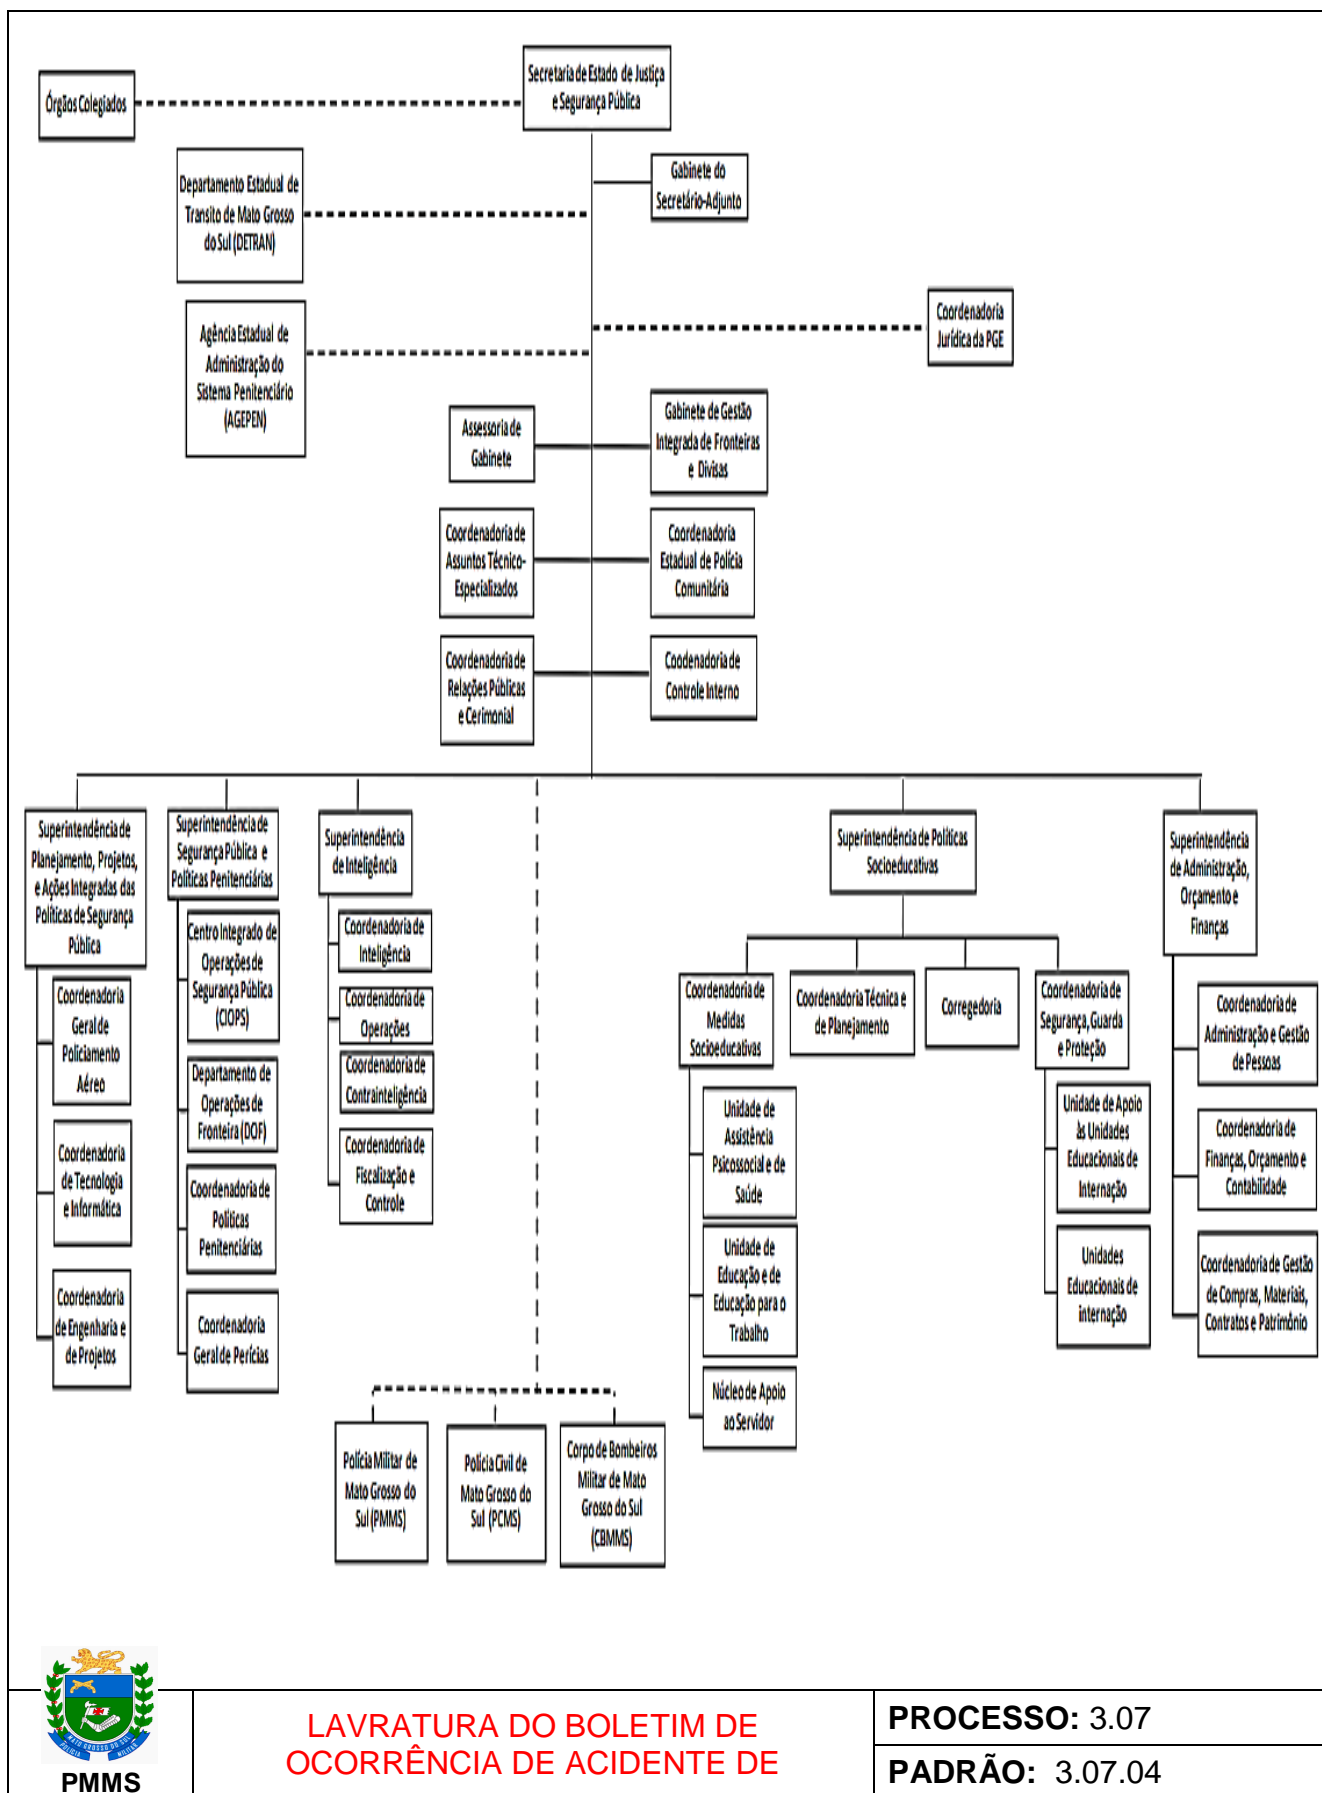 Secretaria de Estado de Justiça
e Segurança Pública
Órgãos Colegiados
Gabinete do
Secretário-Adjunto
Departamento Estadual de
Transito de Mato Grosso
do Sul (DETRAN)
Coordenadoria
Jurídica da PGE
Agência Estadual de
Administração do
Sistema Penitenciário
(AGEPEN)
Assessoria de
Gabinete
Gabinete de Gestão
Integrada de Fronteiras
e Divisas
Coordenadoria de
Assuntos Técnico-
Especializados
Coordenadoria
Estadual de Polícia
Comunitária
Coordenadoria de
Relações Públicas
e Cerimonial
Coodenadoria de
Controle Interno
Superintendência de
Planejamento, Projetos,
e Ações Integradas das
Políticas de Segurança
Pública
Coordenadoria
Geral de
Policiamento
Aéreo
Coordenadoria
de Tecnologia
e Informática
Coordenadoria
de Engenharia e
de Projetos
Superintendência de
Segurança Pública e
Políticas Penitenciárias
Centro Integrado de
Operações de
Segurança Pública
(CIOPS)
Departamento de
Operações de
Fronteira (DOF)
Coordenadoria de
Políticas
Penitenciárias
Coordenadoria
Geral de Perícias
Superintendência
de Inteligência
Coordenadoria de
Inteligência
Coordenadoria de
Operações
Coordenadoria de
Contrainteligência
Coordenadoria de
Fiscalização e
Controle
Polícia Militar de
Mato Grosso do
Sul (PMMS)
Polícia Civil de
Mato Grosso do
Sul (PCMS)
Corpo de Bombeiros
Militar de Mato
Grosso do Sul
(CBMMS)
Superintendência de Políticas
Socioeducativas
Coordenadoria de
Medidas
Socioeducativas
Unidade de
Assistência
Psicossocial e de
Saúde
Unidade de
Educação e de
Educação para o
Trabalho
Núcleo de Apoio
ao Servidor
Coordenadoria Técnica e
de Planejamento
Corregedoria
Coordenadoria de
Segurança, Guarda
e Proteção
Unidade de Apoio
às Unidades
Educacionais de
Internação
Unidades
Educacionais de
internação
Superintendência
de Administração,
Orçamento e
Finanças
Coordenadoria de
Administração e Gestão
de Pessoas
Coordenadoria de
Finanças, Orçamento e
Contabilidade
Coordenadoria de Gestão
de Compras, Materiais,
Contratos e Patrimônio
MATO GROSSO DO SUL
POLÍCIA MILITAR
PMMS
LAVRATURA DO BOLETIM DE
OCORRÊNCIA DE ACIDENTE DE
PROCESSO: 3.07
PADRÃO: 3.07.04